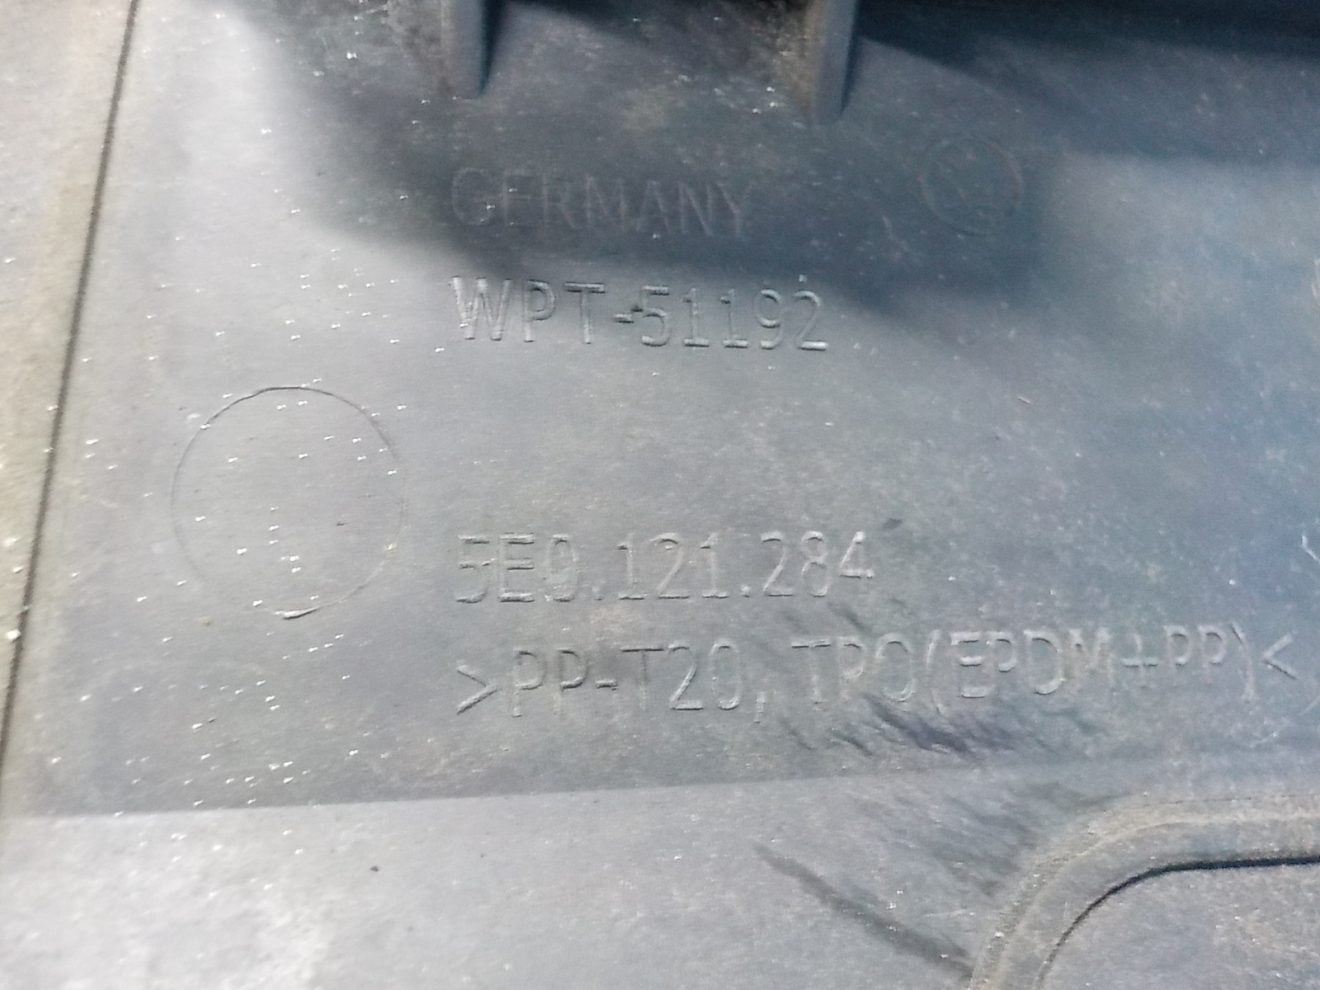 GERMANY
WPT-51192
5E0.121.284
>PP-T20, TPO(EPDM+PP)<